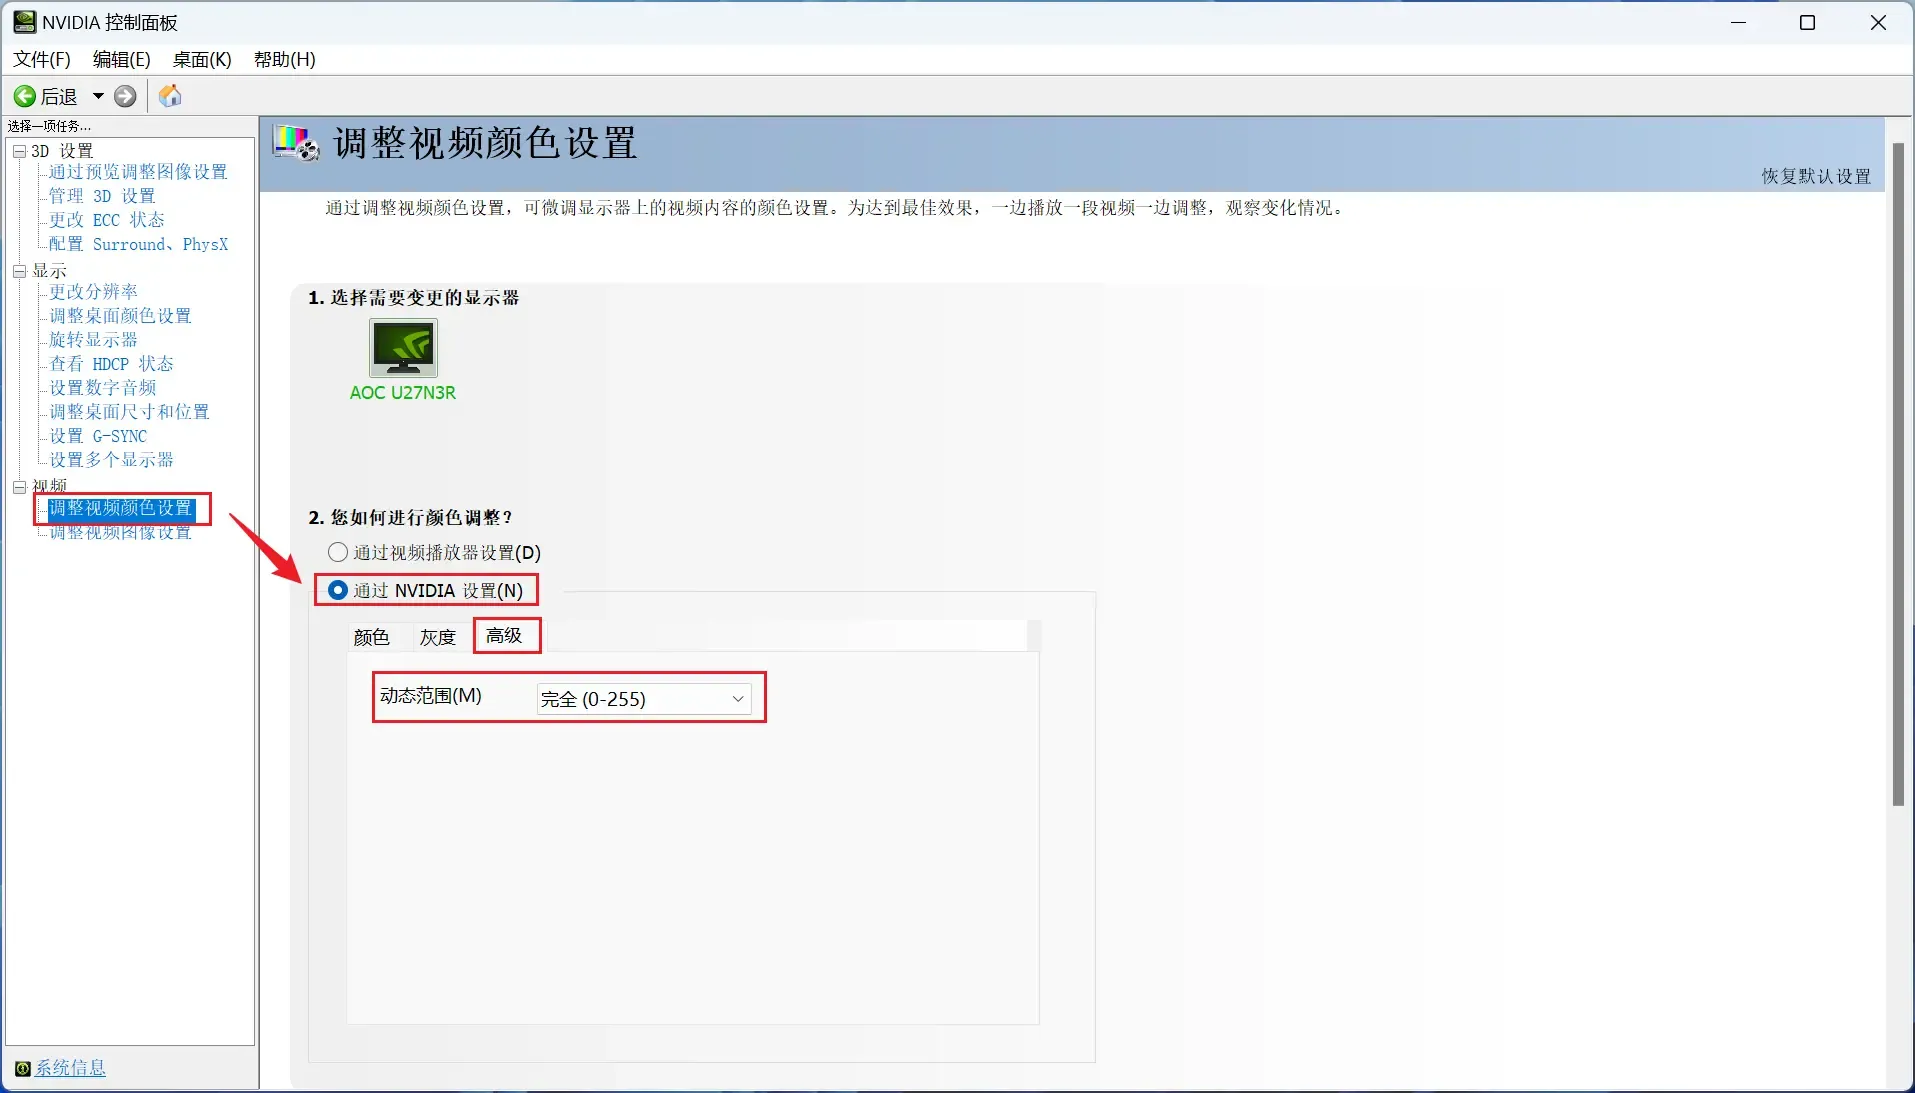 NVIDIA 控制面板
文件(F) 编辑(E) 桌面(K) 帮助(H)
后退
选择一项任务...
3D 设置
通过预览调整图像设置
管理 3D 设置
更改 ECC 状态
配置 Surround、PhysX
显示
更改分辨率
调整桌面颜色设置
旋转显示器
查看 HDCP 状态
设置数字音频
调整桌面尺寸和位置
设置 G-SYNC
设置多个显示器
视频
调整视频颜色设置
调整视频图像设置
系统信息
调整视频颜色设置
恢复默认设置
通过调整视频颜色设置，可微调显示器上的视频内容的颜色设置。为达到最佳效果，一边播放一段视频一边调整，观察变化情况。
1. 选择需要变更的显示器
AOC U27N3R
2. 您如何进行颜色调整？
通过视频播放器设置(D)
通过 NVIDIA 设置(N)
颜色 灰度 高级
动态范围(M) 完全 (0-255)